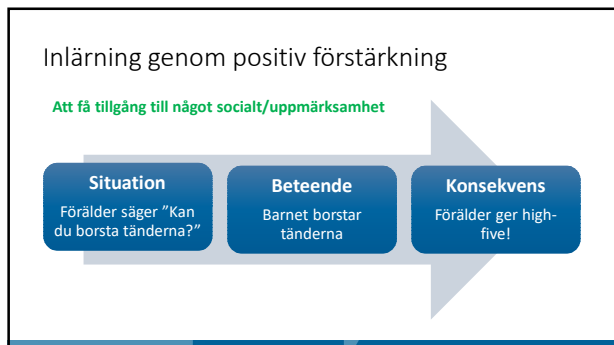 Inlärning genom positiv förstärkning
Att få tillgång till något socialt/uppmärksamhet
Situation
Förälder säger ”Kan
du borsta tänderna?”
Beteende
Barnet borstar
tänderna
Konsekvens
Förälder ger high-
five!